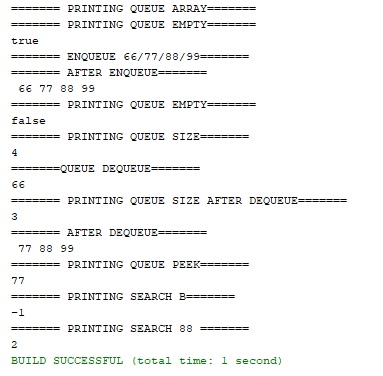 ======= PRINTING QUEUE ARRAY=======
======= PRINTING QUEUE EMPTY=======
true
======= ENQUEUE 66/77/88/99=======
======= AFTER ENQUEUE=======
 66 77 88 99
======= PRINTING QUEUE EMPTY=======
false
======= PRINTING QUEUE SIZE=======
4
=======QUEUE DEQUEUE=======
66
======= PRINTING QUEUE SIZE AFTER DEQUEUE=======
3
======= AFTER DEQUEUE=======
 77 88 99
======= PRINTING QUEUE PEEK=======
77
======= PRINTING SEARCH B=======
-1
======= PRINTING SEARCH 88 =======
2
BUILD SUCCESSFUL (total time: 1 second)